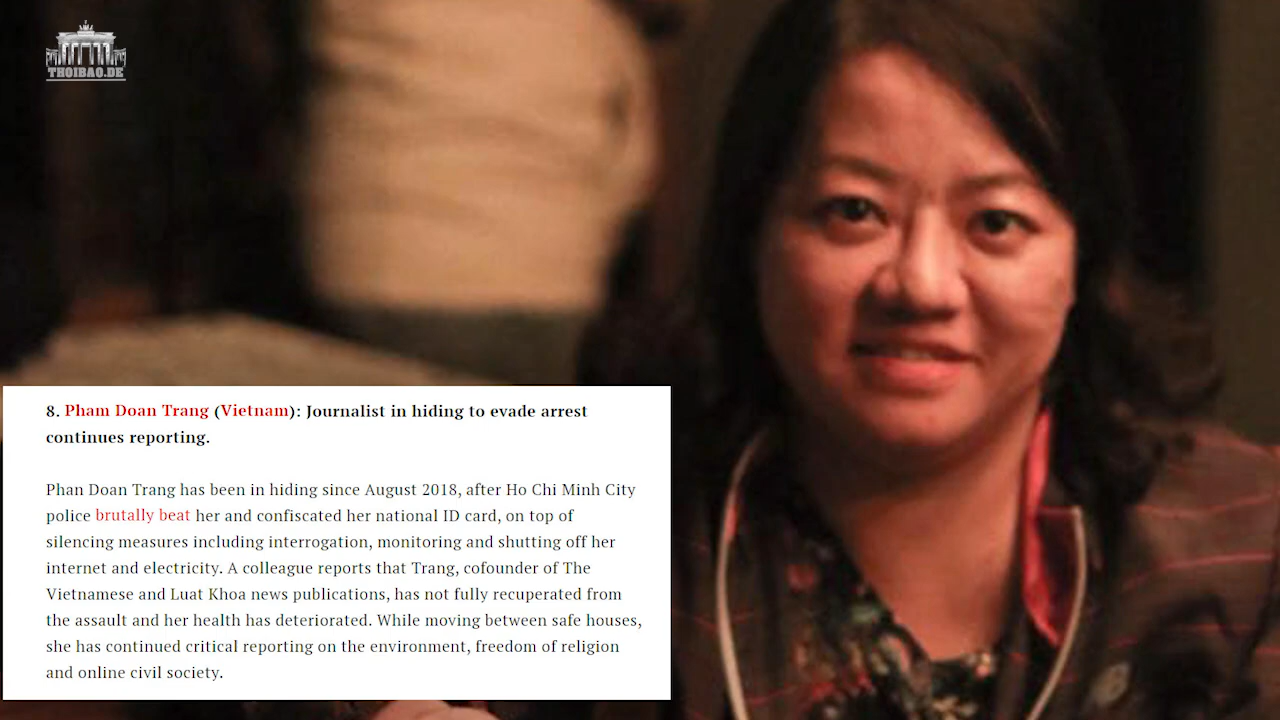 THOIBAO.DE
8. Pham Doan Trang (Vietnam): Journalist in hiding to evade arrest
continues reporting.
Phan Doan Trang has been in hiding since August 2018, after Ho Chi Minh City
police brutally beat her and confiscated her national ID card, on top of
silencing measures including interrogation, monitoring and shutting off her
internet and electricity. A colleague reports that Trang, cofounder of The
Vietnamese and Luat Khoa news publications, has not fully recuperated from
the assault and her health has deteriorated. While moving between safe houses,
she has continued critical reporting on the environment, freedom of religion
and online civil society.